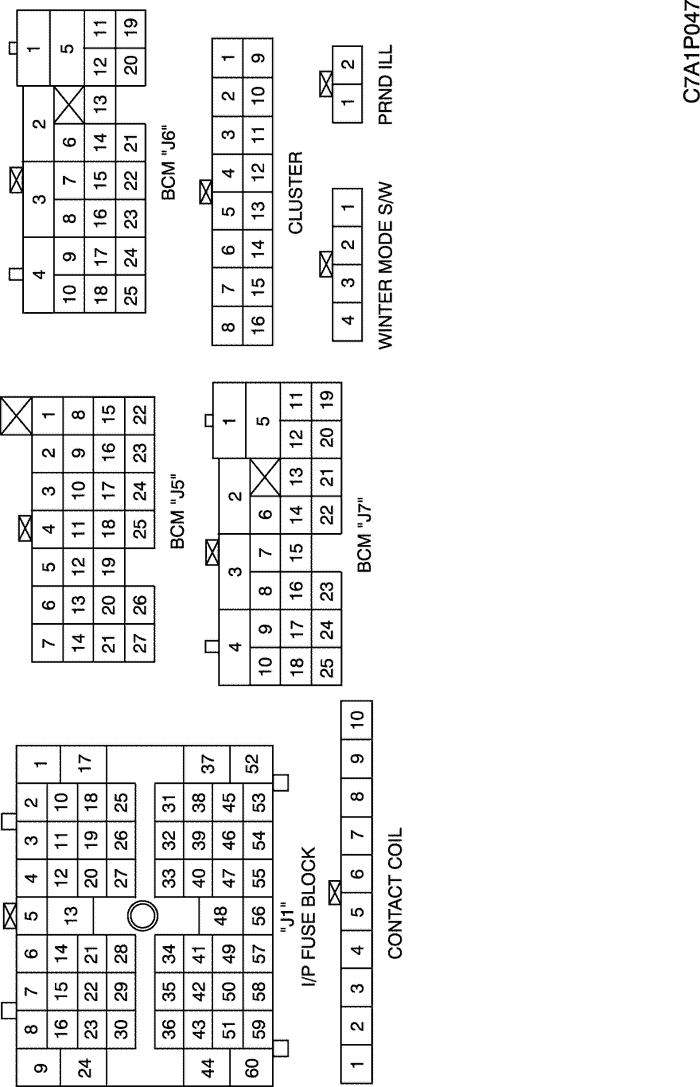 9 8 7 6 5 4 3 2 1
16 15 14 13 12 11 10
24 23 22 21 20 19 18 17
30 29 28 27 26 25
36 35 34 33 32 31
44 43 42 41 40 39 38 37
51 50 49 48 47 46 45
60 59 58 57 56 55 54 53 52
"J1"
I/P FUSE BLOCK
7 6 5 4 3 2 1
14 13 12 11 10 9 8
21 20 19 18 17 16 15
27 26 25 24 23 22
BCM "J5"
4 3 2 1
10 9 8 7 6 5
18 17 16 15 14 13 12 11
25 24 23 22 21 20 19
BCM "J6"
4 3 2 1
10 9 8 7 6 5
18 17 16 15 14 13 12 11
25 24 23 22 21 20 19
BCM "J7"
8 7 6 5 4 3 2 1
16 15 14 13 12 11 10 9
CLUSTER
1 2 3 4 5 6 7 8 9 10
CONTACT COIL
4 3 2 1
WINTER MODE S/W
1 2
PRND ILL
C7A1P047